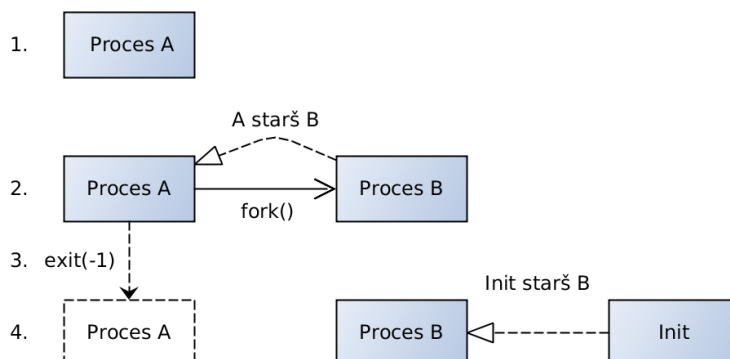 1. Proces A
A starš B
2. Proces A Proces B
fork()
3. exit(-1)
Init starš B
4. Proces A Proces B Init